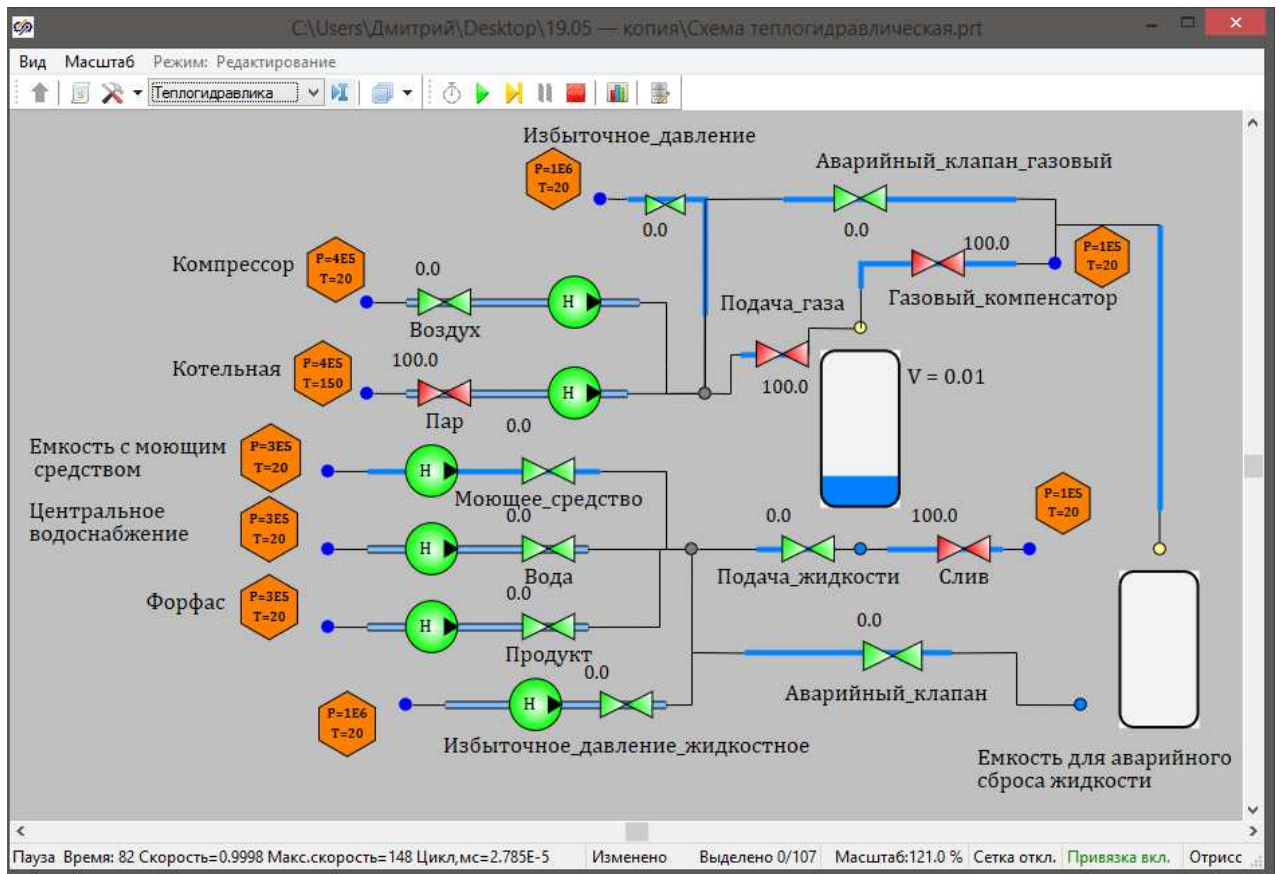 C:\Users\Дмитрий\Desktop\19.05 — копия\Схема теплогидравлическая.prt
Вид Масштаб Режим: Редактирование
Теплогидравлика
Избыточное_давление
P=1E6
T=20
0.0
Аварийный_клапан_газовый
0.0
Компрессор
P=4E5
T=20
0.0
Воздух
H
100.0
P=1E5
T=20
Газовый_компенсатор
Подача_газа
100.0
Котельная
P=4E5
T=150
100.0
Пар
H
V = 0.01
Емкость с моющим
средством
P=3E5
T=20
H
0.0
Моющее_средство
Центральное
водоснабжение
P=3E5
T=20
H
0.0
Вода
0.0
Подача_жидкости
100.0
Слив
P=1E5
T=20
Форфас
P=3E5
T=20
H
0.0
Продукт
0.0
Аварийный_клапан
P=1E6
T=20
H
0.0
Избыточное_давление_жидкостное
Емкость для аварийного
сброса жидкости
Пауза Время: 82 Скорость=0.9998 Макс.скорость=148 Цикл,мс=2.785E-5 Изменено Выделено 0/107 Масштаб:121.0 % Сетка откл. Привязка вкл. Отрисс